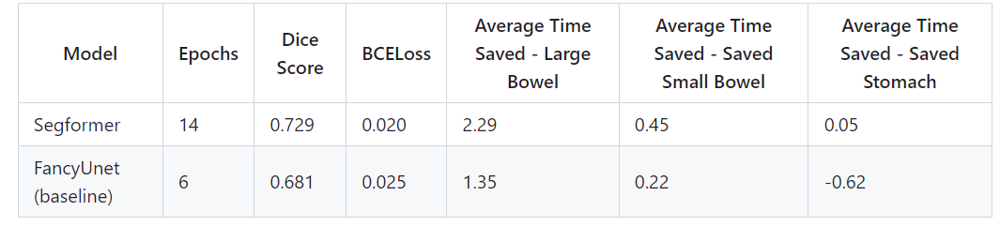 Model Epochs Dice Score BCELoss Average Time Saved - Large Bowel Average Time Saved - Saved Small Bowel Average Time Saved - Saved Stomach
Segformer 14 0.729 0.020 2.29 0.45 0.05
FancyUnet (baseline) 6 0.681 0.025 1.35 0.22 -0.62